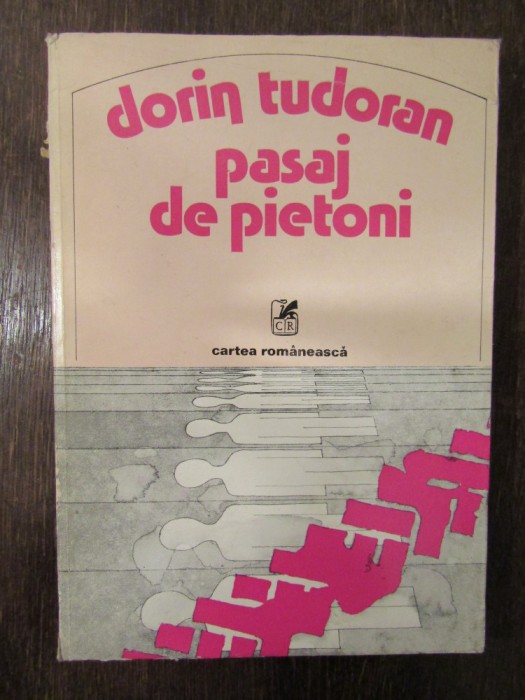 dorin tudoran
pasaj
de pietoni
CR
cartea românească